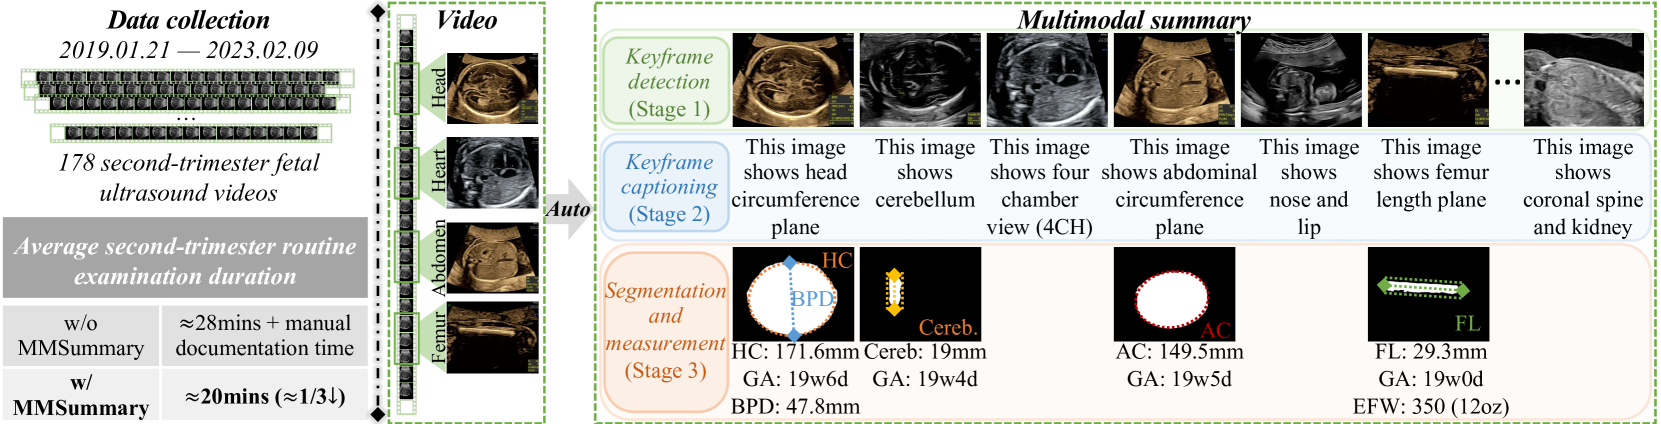 Data collection
2019.01.21 — 2023.02.09
...
178 second-trimester fetal
ultrasound videos
Average second-trimester routine
examination duration
w/o
MMSummary
≈28mins + manual
documentation time
w/
MMSummary
≈20mins (≈1/3↓)
Video
Head
Heart
Abdomen
Femur
Auto
Multimodal summary
Keyframe
detection
(Stage 1)
...
Keyframe
captioning
(Stage 2)
This image
shows head
circumference
plane
This image
shows
cerebellum
This image
shows four
chamber
view (4CH)
This image
shows abdominal
circumference
plane
This image
shows
nose and
lip
This image
shows femur
length plane
This image
shows
coronal spine
and kidney
Segmentation
and
measurement
(Stage 3)
HC
BPD
HC: 171.6mm
GA: 19w6d
BPD: 47.8mm
Cereb.
Cereb: 19mm
GA: 19w4d
AC
AC: 149.5mm
GA: 19w5d
FL
FL: 29.3mm
GA: 19w0d
EFW: 350 (12oz)